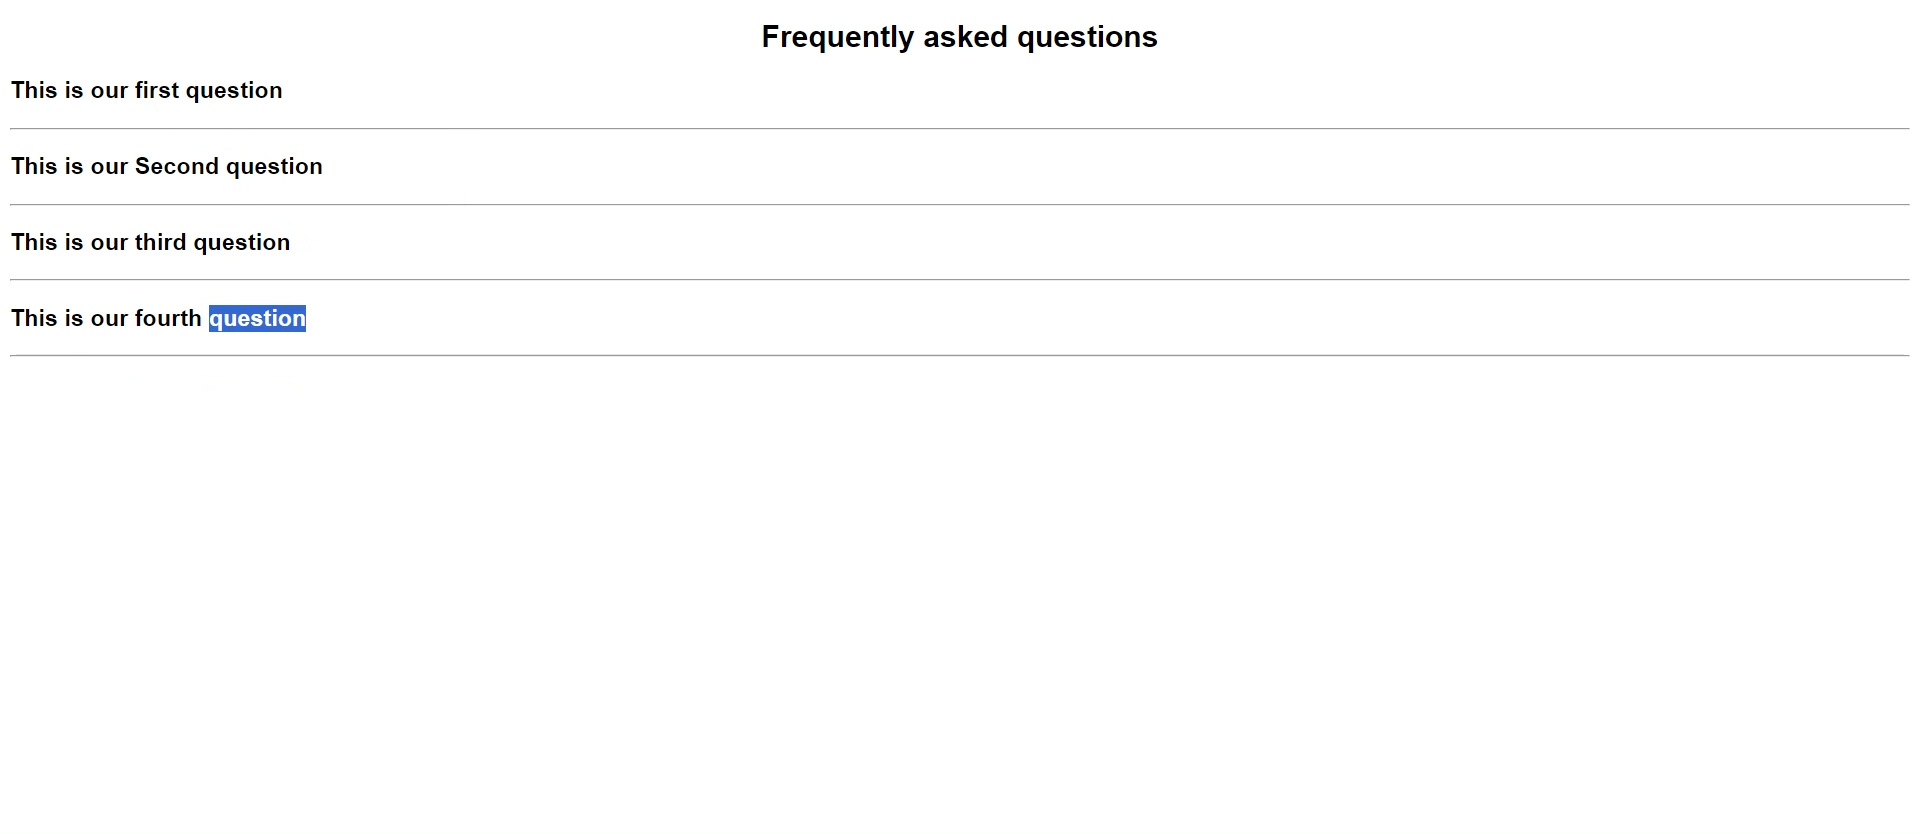 Frequently asked questions
This is our first question
This is our Second question
This is our third question
This is our fourth question